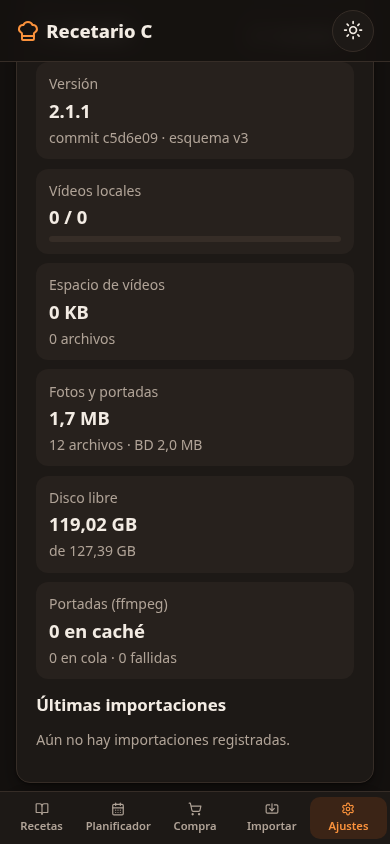 Recetario C
Versión
2.1.1
commit c5d6e09 · esquema v3
Vídeos locales
0 / 0
Espacio de vídeos
0 KB
0 archivos
Fotos y portadas
1,7 MB
12 archivos · BD 2,0 MB
Disco libre
119,02 GB
de 127,39 GB
Portadas (ffmpeg)
0 en caché
0 en cola · 0 fallidas
Últimas importaciones
Aún no hay importaciones registradas.
Recetas
Planificador
Compra
Importar
Ajustes